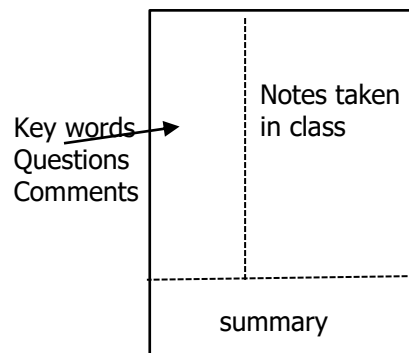 Key words
Questions
Comments
Notes taken
in class
summary